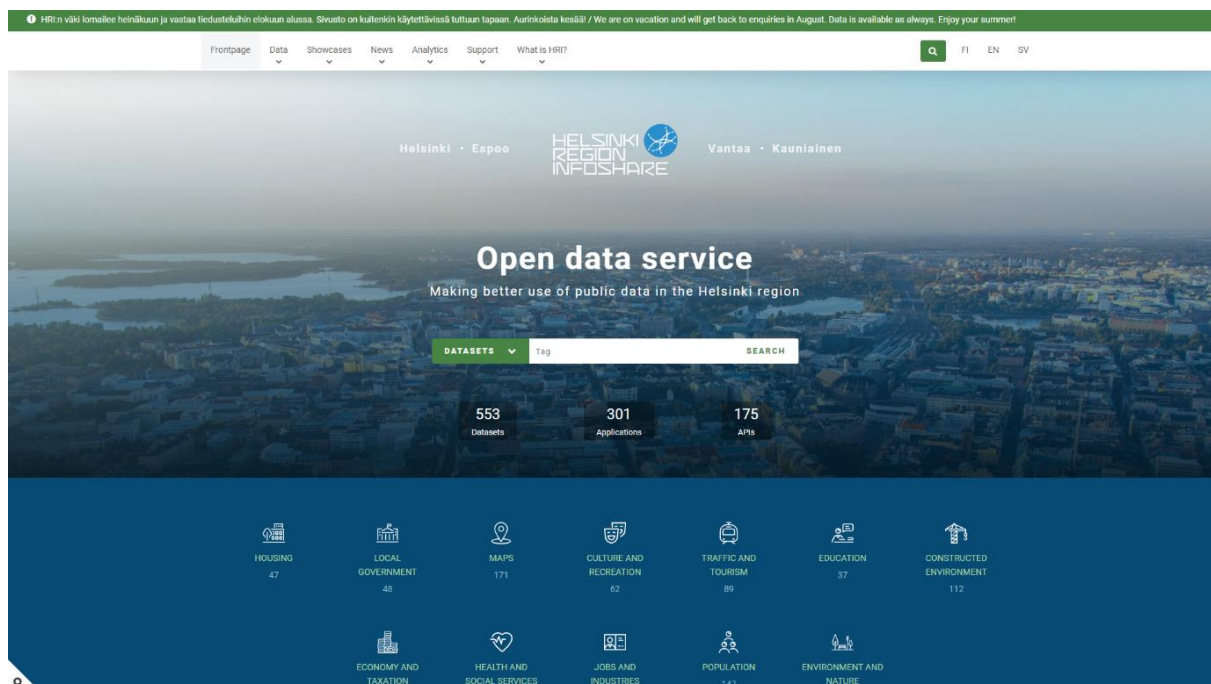 HRI:n väki lomailee heinäkuun ja vastaa tiedusteluihin elokuun alussa. Sivusto on kuitenkin käytettävissä tuttuun tapaan. Aurinkoista kesää! / We are on vacation and will get back to enquiries in August. Data is available as always. Enjoy your summer!
Frontpage Data Showcases News Analytics Support What is HRI? FI EN SV
Helsinki • Espoo
HELSINKI
REGION
INFOSHARE
Vantaa • Kauniainen
Open data service
Making better use of public data in the Helsinki region
DATASETS Tag SEARCH
553 301 175
Datasets Applications APIs
HOUSING
47
LOCAL
GOVERNMENT
48
MAPS
171
CULTURE AND
RECREATION
62
TRAFFIC AND
TOURISM
89
EDUCATION
37
CONSTRUCTED
ENVIRONMENT
112
ECONOMY AND
TAXATION
HEALTH AND
SOCIAL SERVICES
JOBS AND
INDUSTRIES
POPULATION
147
ENVIRONMENT AND
NATURE